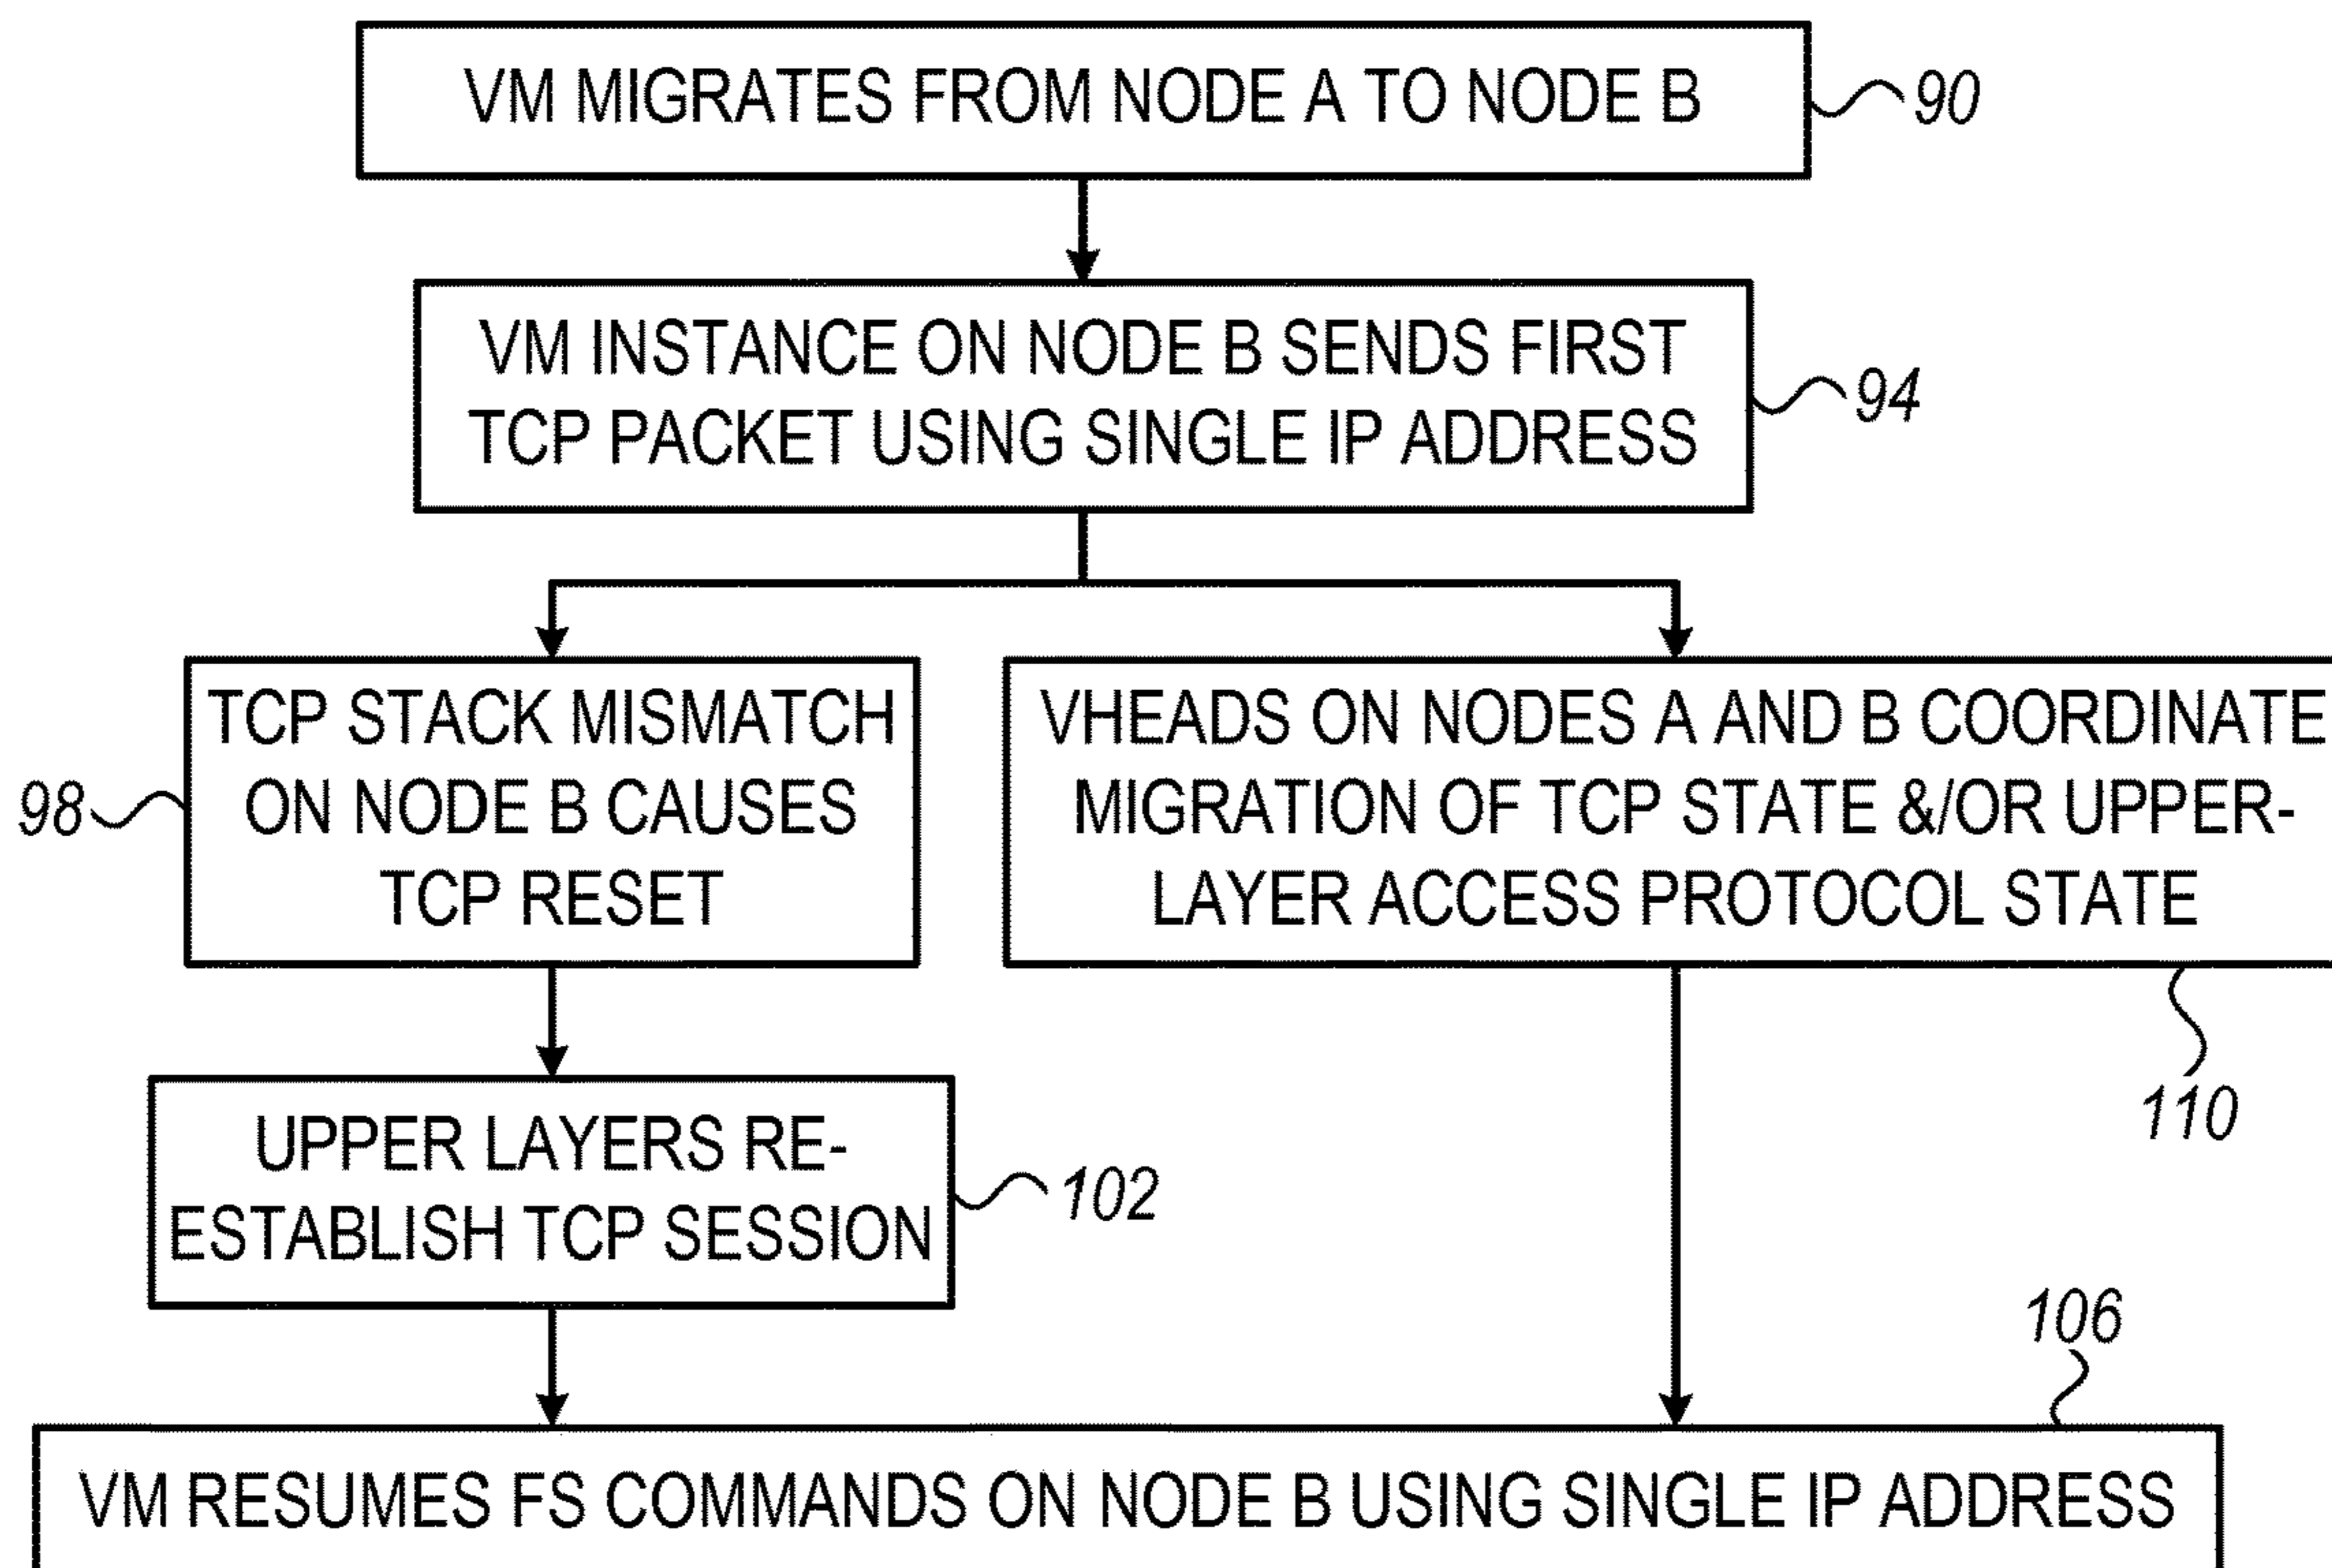 VM MIGRATES FROM NODE A TO NODE B
90
VM INSTANCE ON NODE B SENDS FIRST
TCP PACKET USING SINGLE IP ADDRESS
94
TCP STACK MISMATCH
ON NODE B CAUSES
TCP RESET
98
VHEADS ON NODES A AND B COORDINATE
MIGRATION OF TCP STATE &/OR UPPER-
LAYER ACCESS PROTOCOL STATE
110
UPPER LAYERS RE-
ESTABLISH TCP SESSION
102
106
VM RESUMES FS COMMANDS ON NODE B USING SINGLE IP ADDRESS